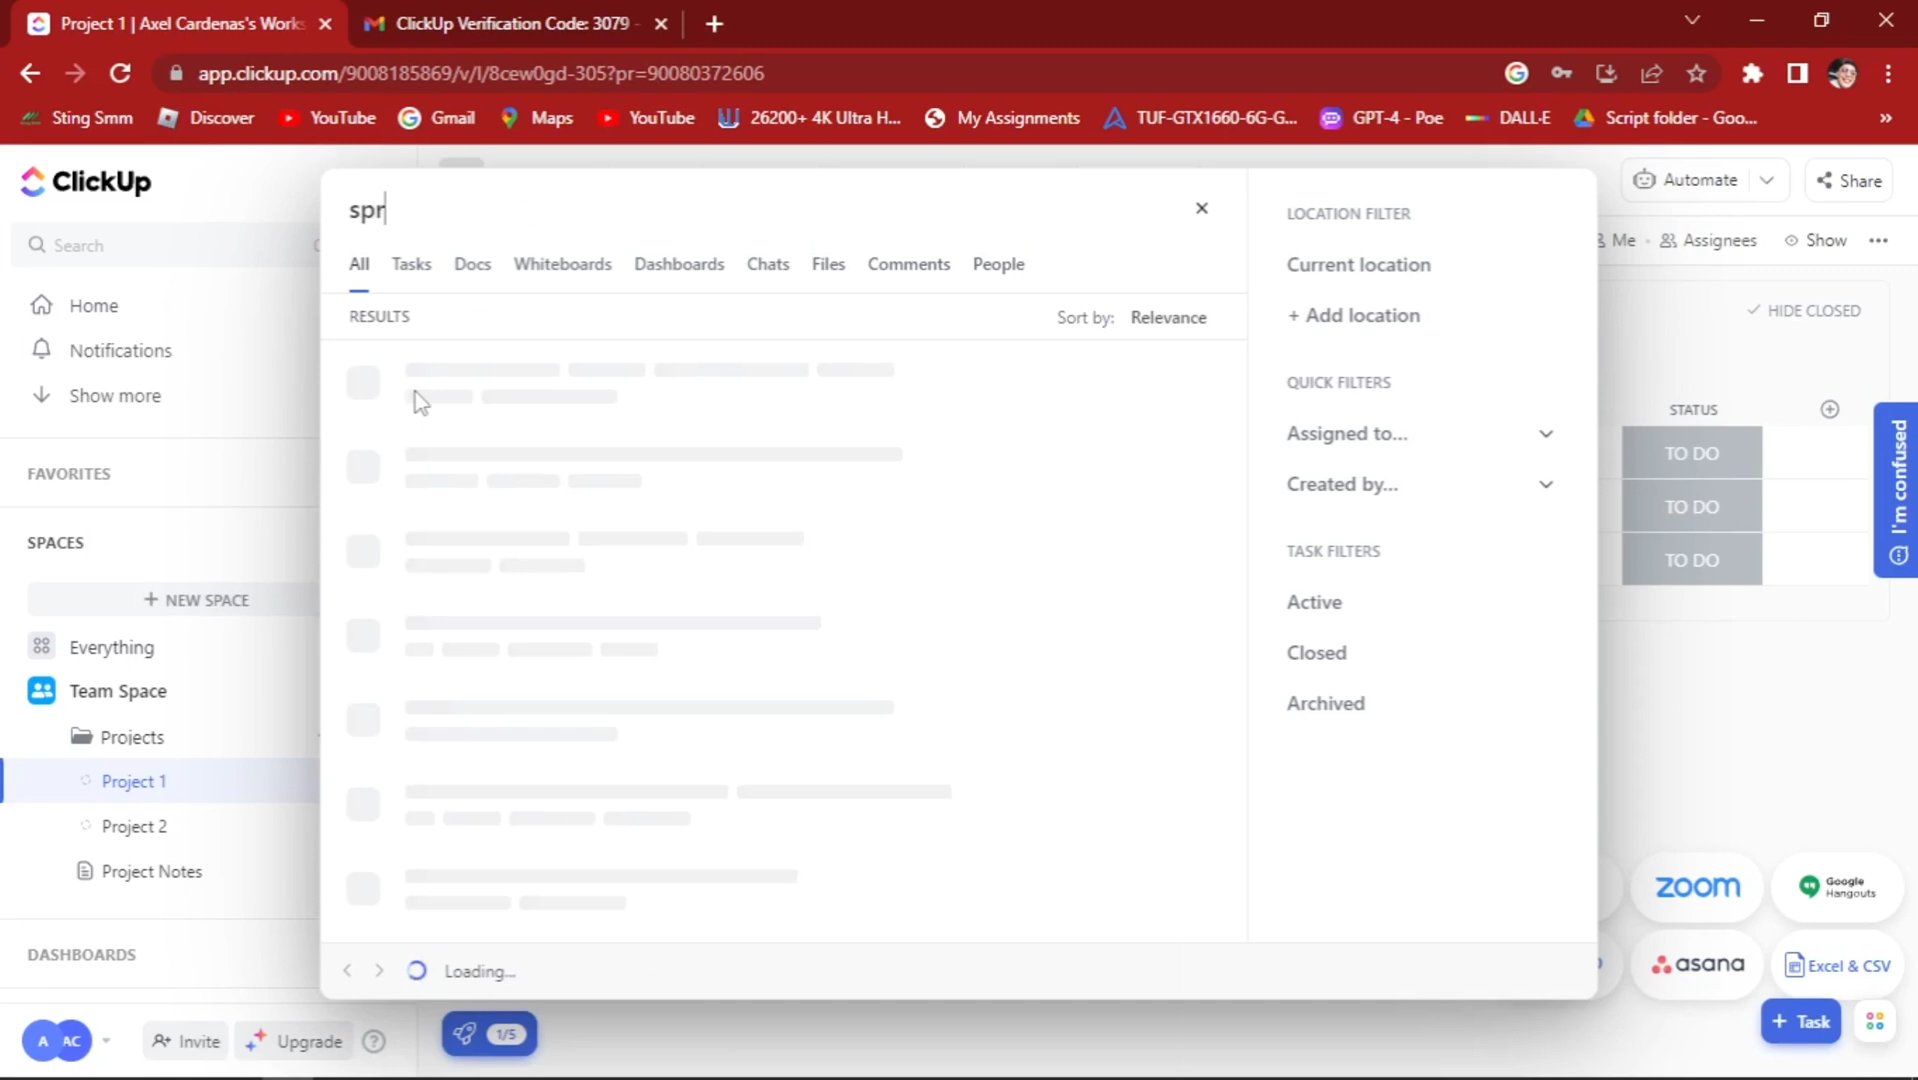 Project 1 | Axel Cardenas's Works
ClickUp Verification Code: 3079 -
app.clickup.com/9008185869/v/l/8cew0gd-305?pr=90080372606
Sting Smm
Discover
YouTube
Gmail
Maps
YouTube
26200+ 4K Ultra H...
My Assignments
TUF-GTX1660-6G-G...
GPT-4 - Poe
DALL·E
Script folder - Goo...
»
ClickUp
Automate
Share
spr
Search
Me
Assignees
Show
All
Tasks
Docs
Whiteboards
Dashboards
Chats
Files
Comments
People
RESULTS
Sort by: Relevance
LOCATION FILTER
Current location
+ Add location
QUICK FILTERS
Assigned to...
Created by...
TASK FILTERS
Active
Closed
Archived
Home
Notifications
Show more
FAVORITES
SPACES
+ NEW SPACE
Everything
Team Space
Projects
Project 1
Project 2
Project Notes
DASHBOARDS
HIDE CLOSED
STATUS
TO DO
TO DO
TO DO
I'm confused
zoom
Google Hangouts
asana
Excel & CSV
Loading...
A
AC
Invite
Upgrade
1/5
+ Task